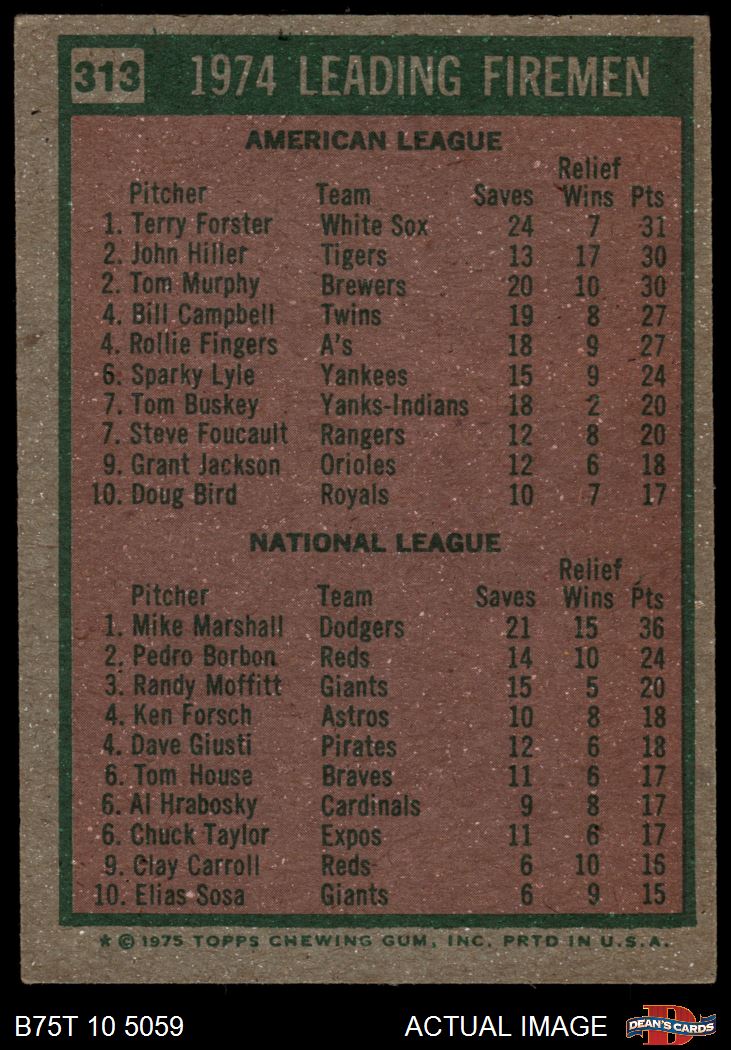 313 1974 LEADING FIREMEN
AMERICAN LEAGUE
Relief
Pitcher Team Saves Wins Pts
1. Terry Forster White Sox 24 7 31
2. John Hiller Tigers 13 17 30
2. Tom Murphy Brewers 20 10 30
4. Bill Campbell Twins 19 8 27
4. Rollie Fingers A's 18 9 27
6. Sparky Lyle Yankees 15 9 24
7. Tom Buskey Yanks-Indians 18 2 20
7. Steve Foucault Rangers 12 8 20
9. Grant Jackson Orioles 12 6 18
10. Doug Bird Royals 10 7 17
NATIONAL LEAGUE
Relief
Pitcher Team Saves Wins Pts
1. Mike Marshall Dodgers 21 15 36
2. Pedro Borbon Reds 14 10 24
3. Randy Moffitt Giants 15 5 20
4. Ken Forsch Astros 10 8 18
4. Dave Giusti Pirates 12 6 18
6. Tom House Braves 11 6 17
6. Al Hrabosky Cardinals 9 8 17
6. Chuck Taylor Expos 11 6 17
9. Clay Carroll Reds 6 10 16
10. Elias Sosa Giants 6 9 15
* © 1975 TOPPS CHEWING GUM, INC. PRTD IN U.S.A.
B75T 10 5059 ACTUAL IMAGE D DEAN'S CARDS